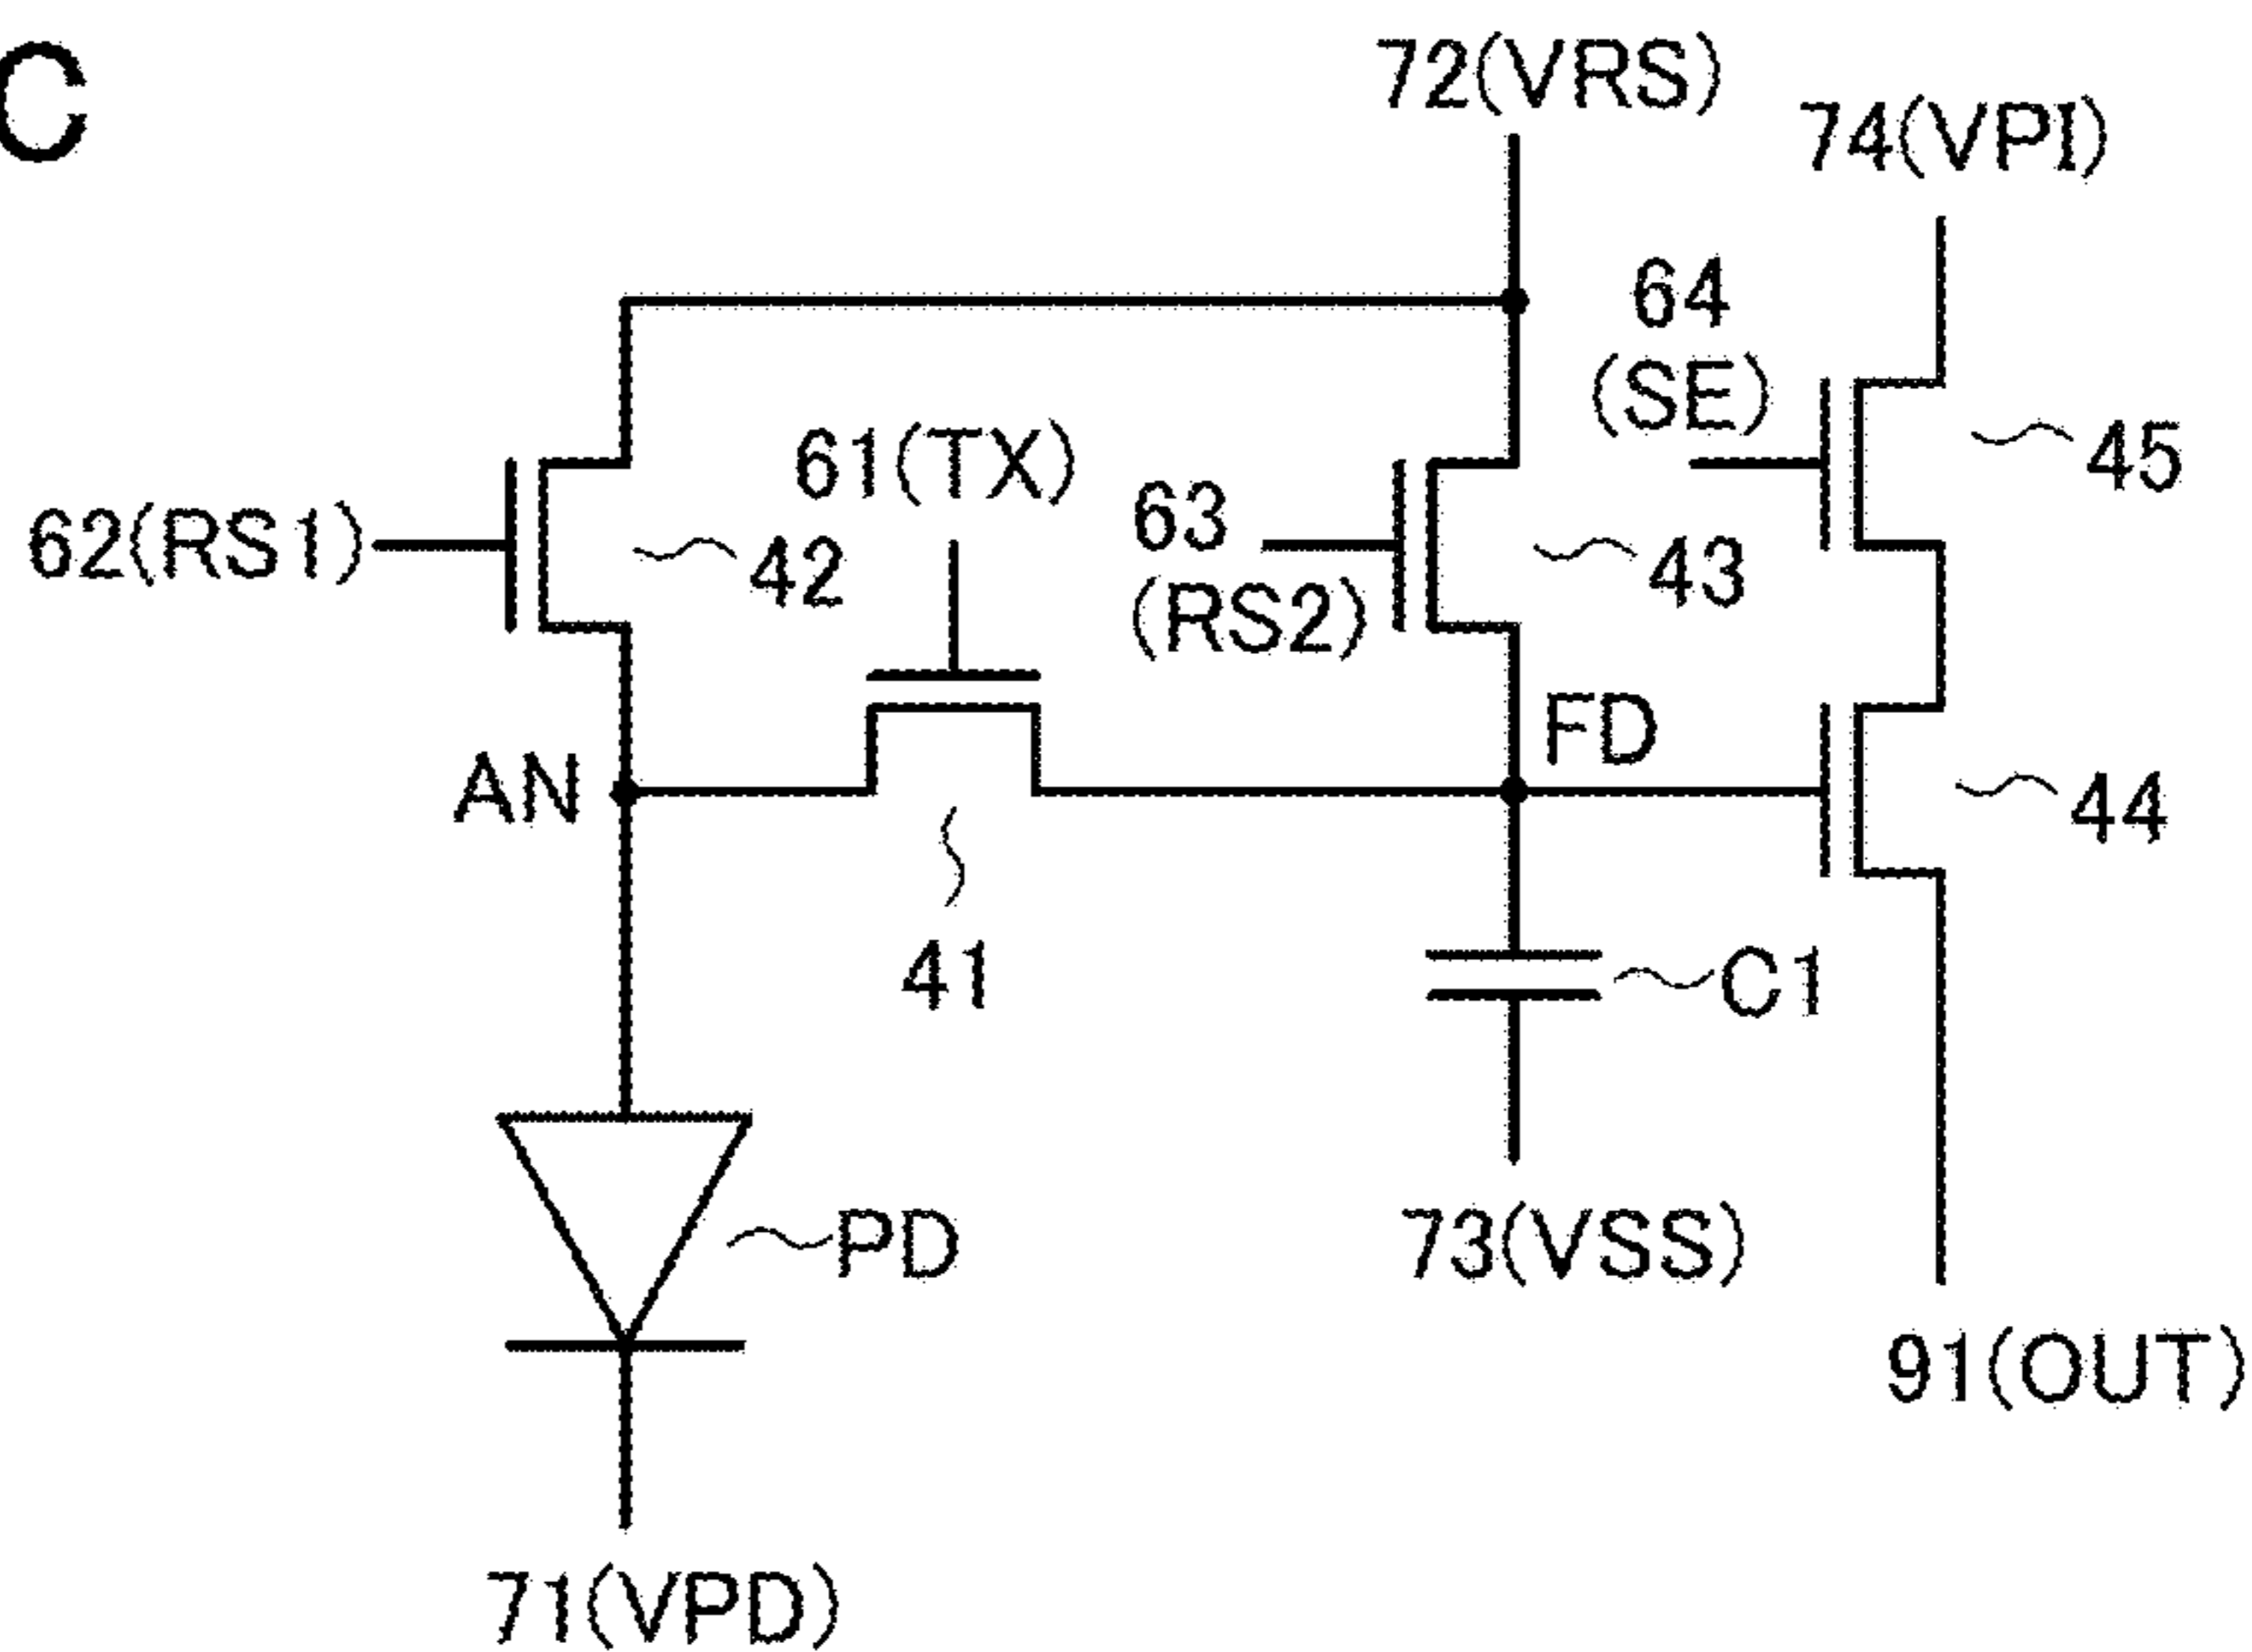 C
72(VRS)
74(VPI)
64
(SE)
45
61(TX)
63
(RS2)
62(RS1)
42
43
FD
AN
44
41
C1
PD
73(VSS)
91(OUT)
71(VPD)